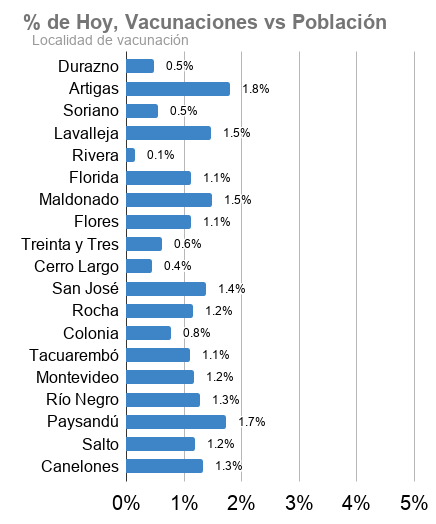 % de Hoy, Vacunaciones vs Población
Localidad de vacunación
Durazno 0.5%
Artigas 1.8%
Soriano 0.5%
Lavalleja 1.5%
Rivera 0.1%
Florida 1.1%
Maldonado 1.5%
Flores 1.1%
Treinta y Tres 0.6%
Cerro Largo 0.4%
San José 1.4%
Rocha 1.2%
Colonia 0.8%
Tacuarembó 1.1%
Montevideo 1.2%
Río Negro 1.3%
Paysandú 1.7%
Salto 1.2%
Canelones 1.3%
0% 1% 2% 3% 4% 5%